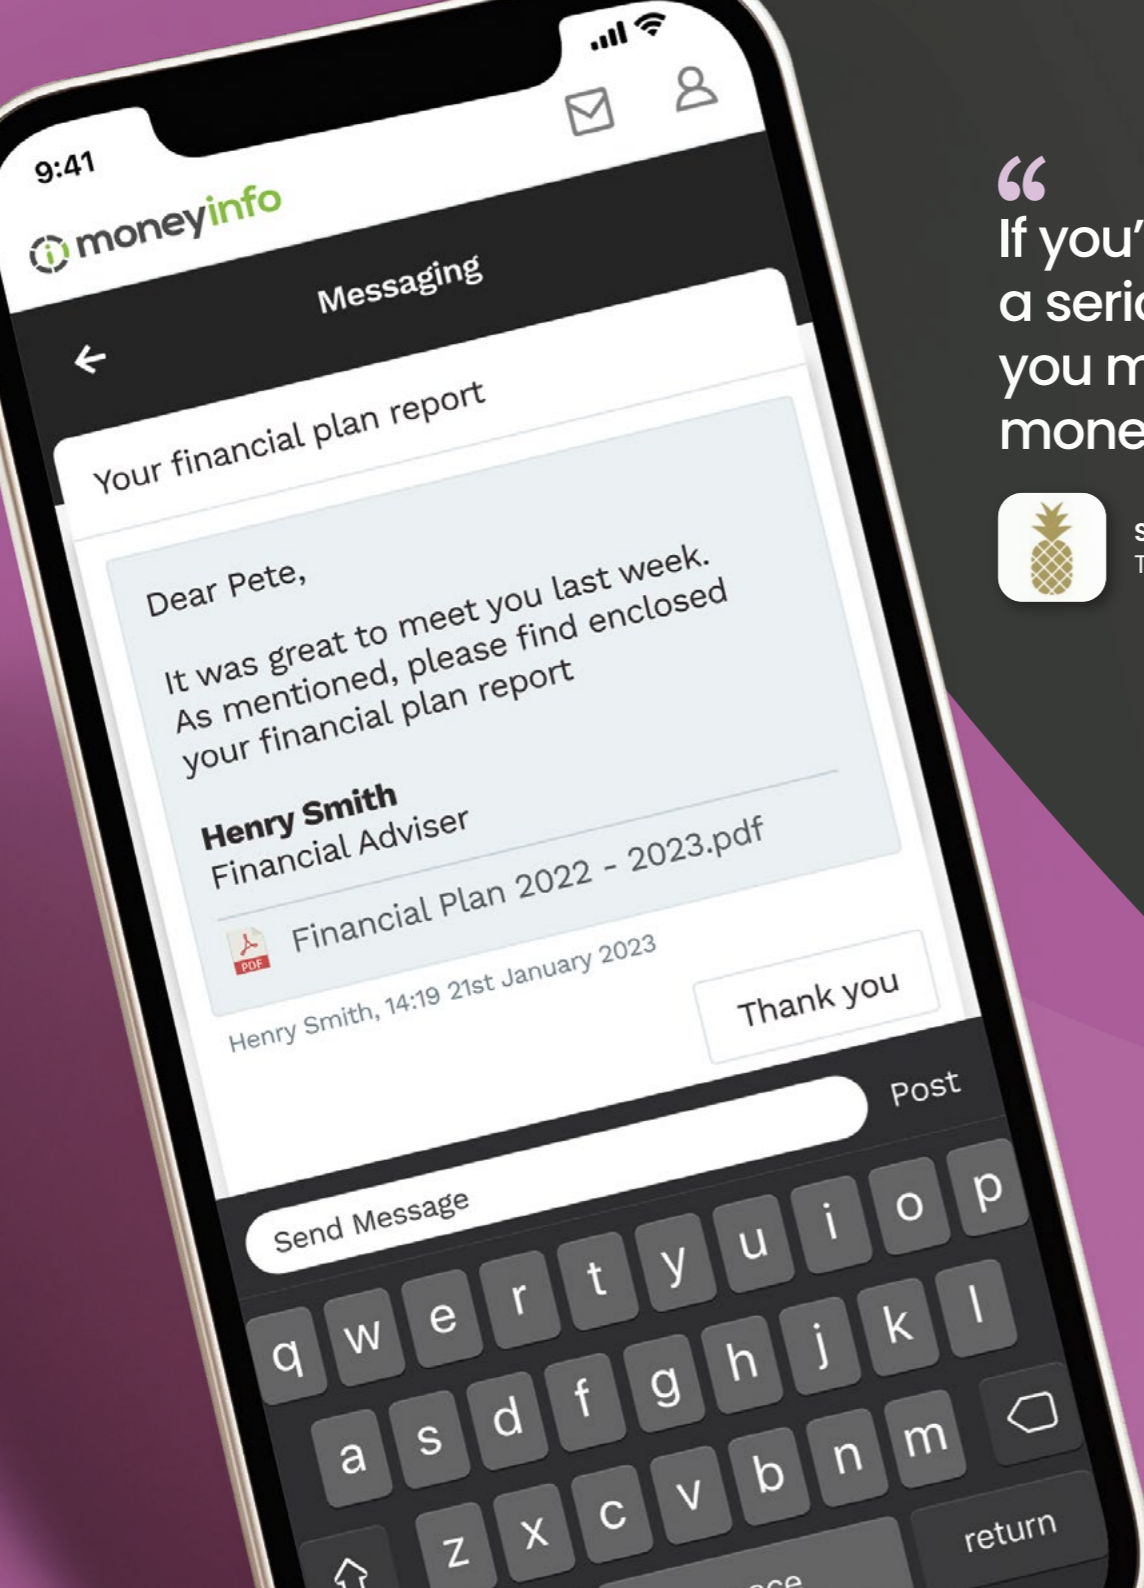 9:41
moneyinfo
Messaging
Your financial plan report
Dear Pete,
It was great to meet you last week.
As mentioned, please find enclosed
your financial plan report
Henry Smith
Financial Adviser
PDF
Financial Plan 2022 - 2023.pdf
Henry Smith, 14:19 21st January 2023
Thank you
Send Message
Post
q w e r t y u i o p
a s d f g h j k l
z x c v b n m
return
“
If you’
a
you